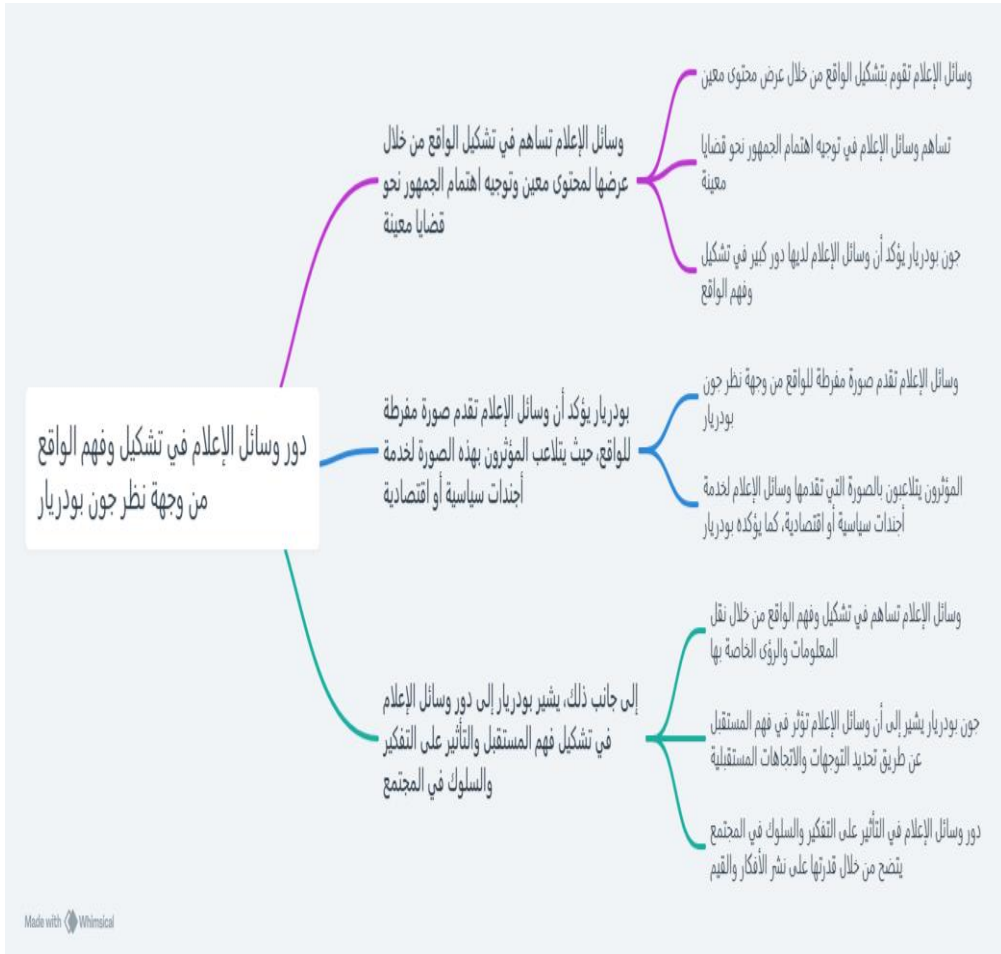 دور وسائل الإعلام في تشكيل وفهم الواقع
من وجهة نظر جون بودريار
وسائل الإعلام تساهم في تشكيل الواقع من خلال
عرضها لمحتوى معين وتوجيه اهتمام الجمهور نحو
قضايا معينة
وسائل الإعلام تقوم بتشكيل الواقع من خلال عرض محتوى معين
تساهم وسائل الإعلام في توجيه اهتمام الجمهور نحو قضايا
معينة
جون بودريار يؤكد أن وسائل الإعلام لديها دور كبير في تشكيل
وفهم الواقع
بودريار يؤكد أن وسائل الإعلام تقدم صورة مفرطة
للواقع، حيث يتلاعب المؤثرون بهذه الصورة لخدمة
أجندات سياسية أو اقتصادية
وسائل الإعلام تقدم صورة مفرطة للواقع من وجهة نظر جون
بودريار
المؤثرون يتلاعبون بالصورة التي تقدمها وسائل الإعلام لخدمة
أجندات سياسية أو اقتصادية، كما يؤكده بودريار
إلى جانب ذلك، يشير بودريار إلى دور وسائل الإعلام
في تشكيل فهم المستقبل والتأثير على التفكير
والسلوك في المجتمع
وسائل الإعلام تساهم في تشكيل وفهم الواقع من خلال نقل
المعلومات والرؤى الخاصة بها
جون بودريار يشير إلى أن وسائل الإعلام تؤثر في فهم المستقبل
عن طريق تحديد التوجهات والاتجاهات المستقبلية
دور وسائل الإعلام في التأثير على التفكير والسلوك في المجتمع
يتضح من خلال قدرتها على نشر الأفكار والقيم
Made with Whimsical